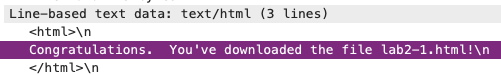 Line-based text data: text/html (3 lines)
<html>\n
Congratulations.  You've downloaded the file lab2-1.html!\n
</html>\n